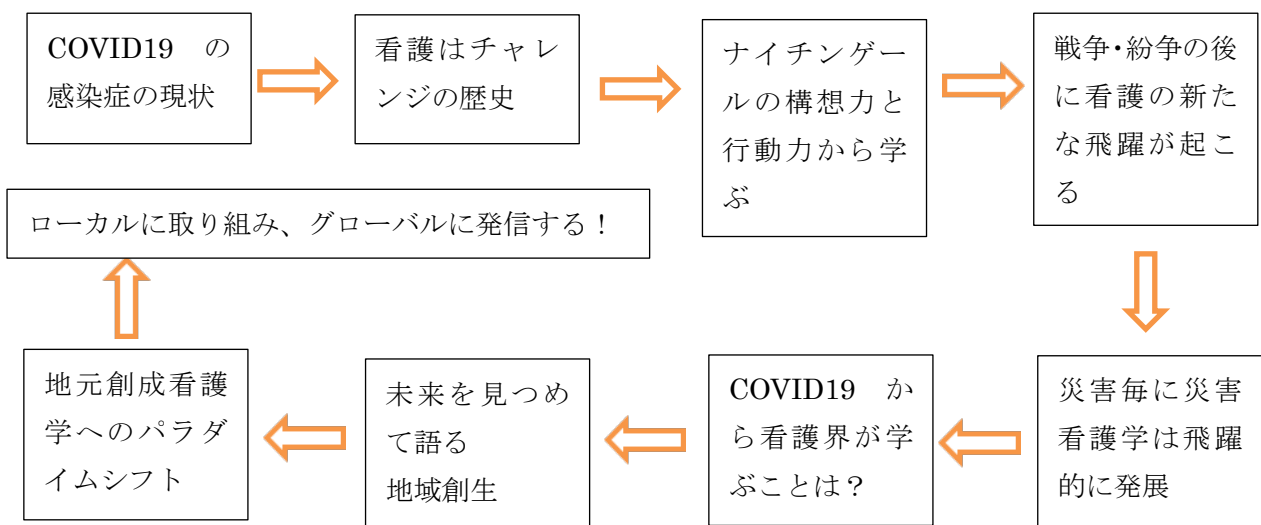 COVID19 の
感染症の現状
看護はチャレ
ンジの歴史
ナイチンゲー
ルの構想力と
行動力から学
ぶ
戦争・紛争の後
に看護の新た
な飛躍が起こ
る
災害毎に災害
看護学は飛躍
的に発展
COVID19 か
ら看護界が学
ぶことは？
未来を見つめ
て語る
地域創生
地元創成看護
学へのパラダ
イムシフト
ローカルに取り組み、グローバルに発信する！